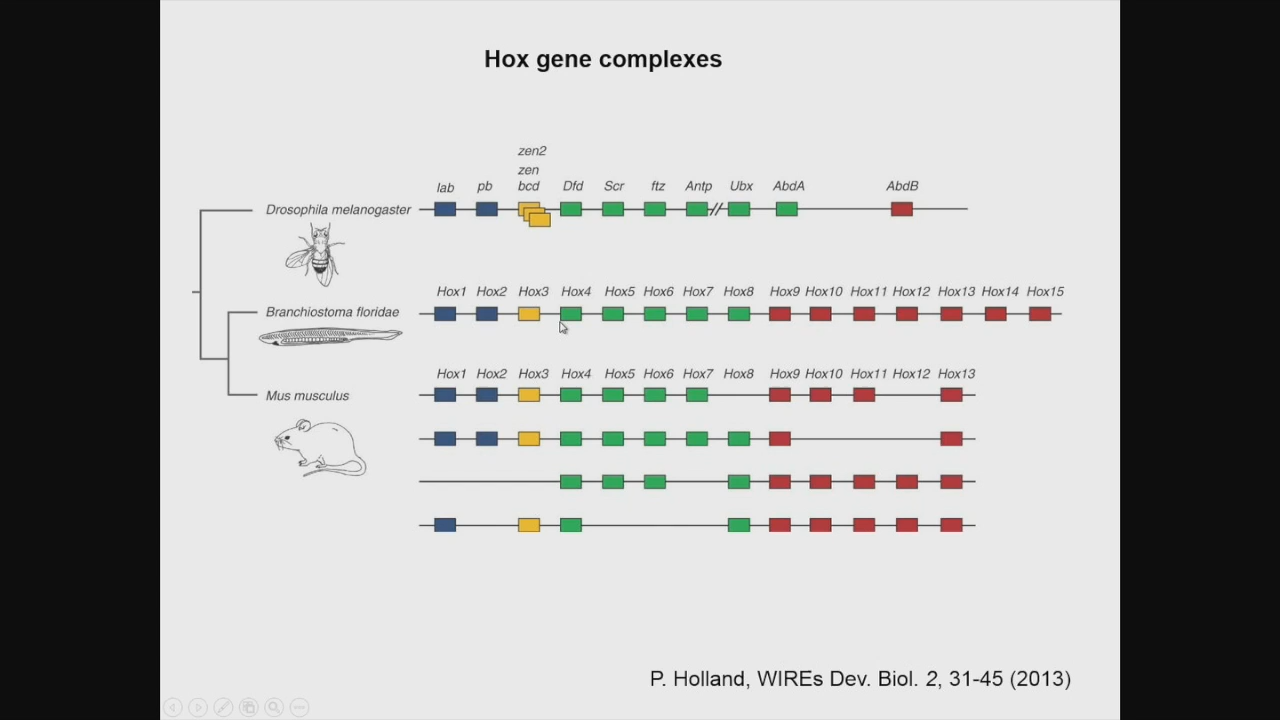 Hox gene complexes
zen2
zen
lab pb bcd Dfd Scr ftz Antp Ubx AbdA AbdB
Drosophila melanogaster
Hox1 Hox2 Hox3 Hox4 Hox5 Hox6 Hox7 Hox8 Hox9 Hox10 Hox11 Hox12 Hox13 Hox14 Hox15
Branchiostoma floridae
Hox1 Hox2 Hox3 Hox4 Hox5 Hox6 Hox7 Hox8 Hox9 Hox10 Hox11 Hox12 Hox13
Mus musculus
P. Holland, WIREs Dev. Biol. 2, 31-45 (2013)